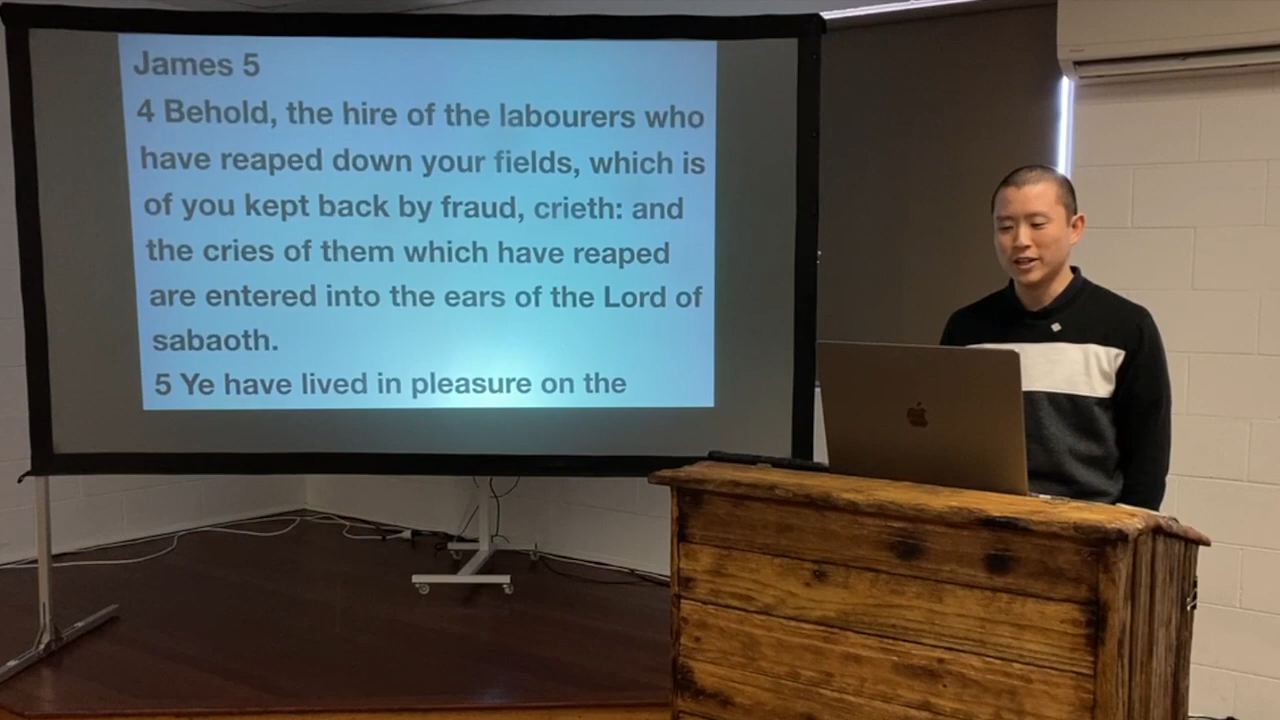 James 5
4 Behold, the hire of the labourers who
have reaped down your fields, which is
of you kept back by fraud, crieth: and
the cries of them which have reaped
are entered into the ears of the Lord of
sabaoth.
5 Ye have lived in pleasure on the